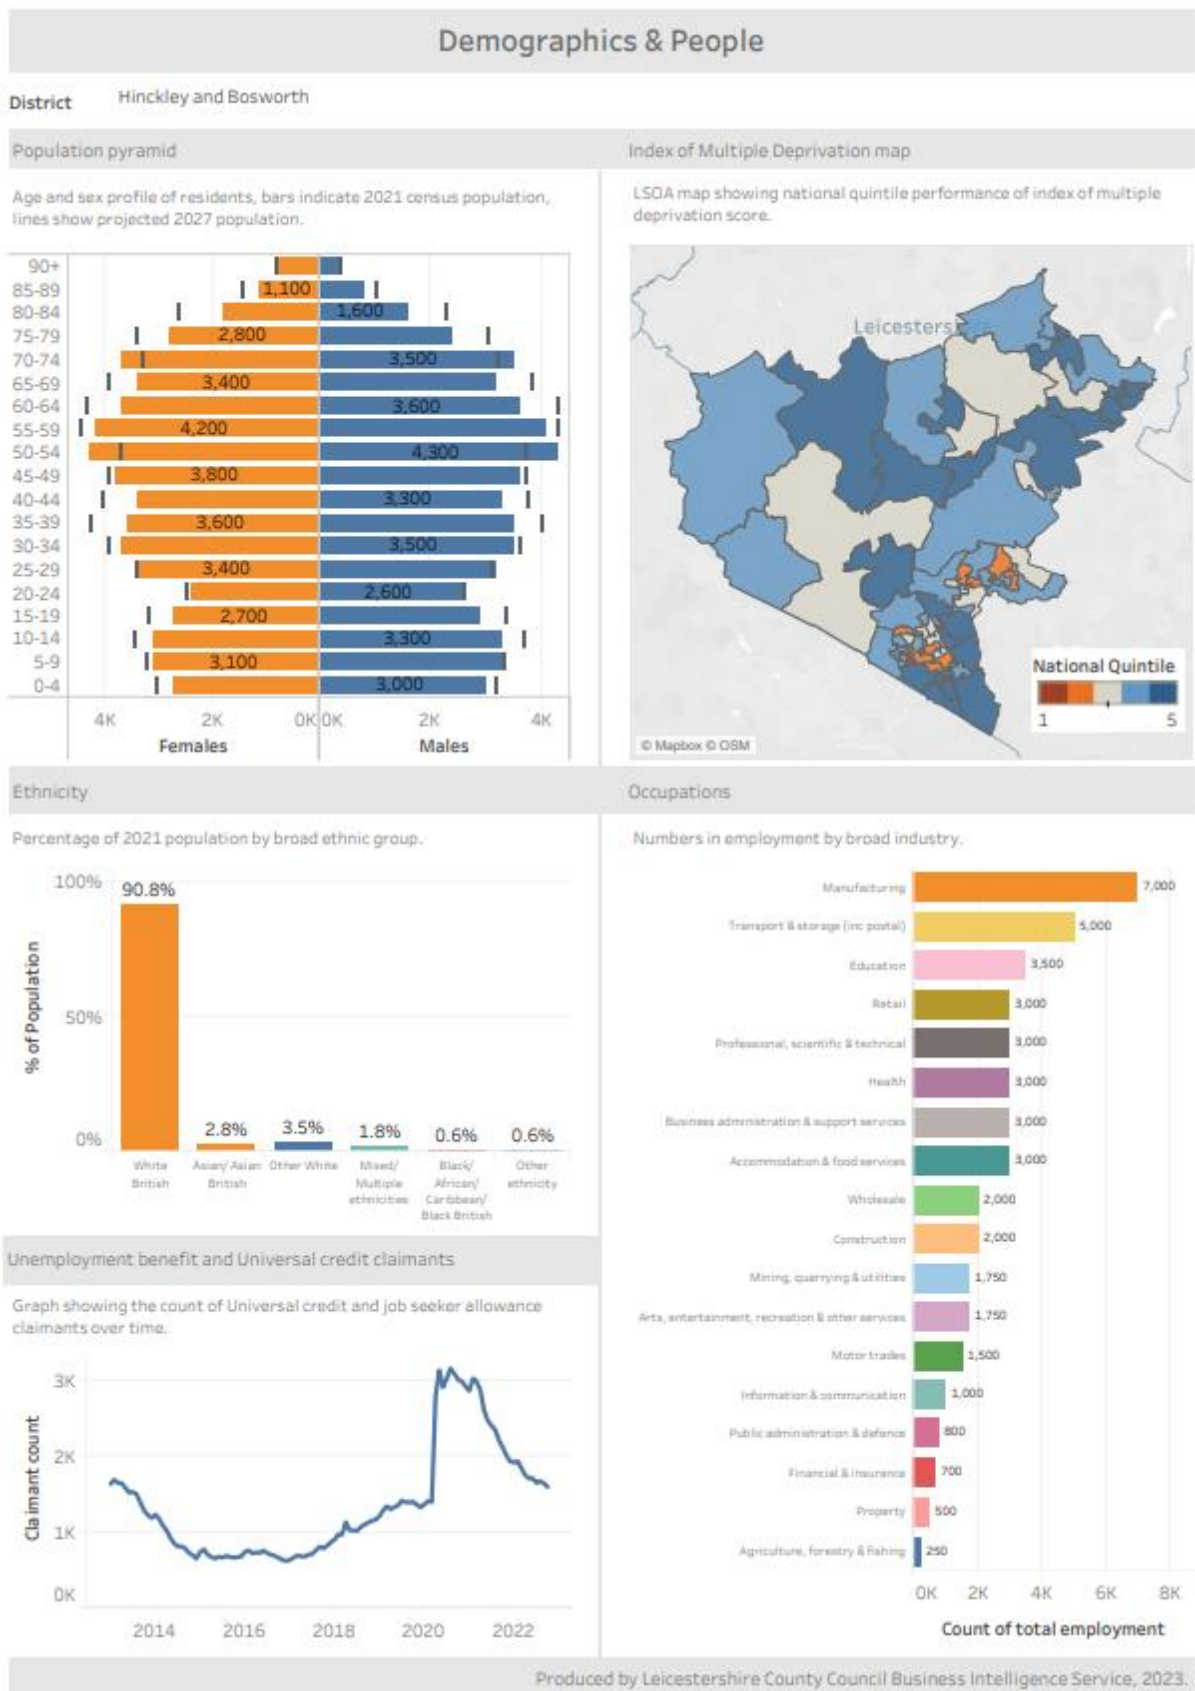 Demographics & People
District Hinckley and Bosworth
Population pyramid
Age and sex profile of residents, bars indicate 2021 census population,
lines show projected 2027 population.
90+
85-89 1,100
80-84 1,600
75-79 2,800
70-74 3,500
65-69 3,400
60-64 3,600
55-59 4,200
50-54 4,300
45-49 3,800
40-44 3,300
35-39 3,600
30-34 3,500
25-29 3,400
20-24 2,600
15-19 2,700
10-14 3,300
5-9 3,100
0-4 3,000
4K 2K 0K 0K 2K 4K
Females Males
Index of Multiple Deprivation map
LSOA map showing national quintile performance of index of multiple
deprivation score.
National Quintile
1 5
© Mapbox © OSM
Ethnicity
Percentage of 2021 population by broad ethnic group.
% of Population
100%
50%
0%
90.8% 2.8% 3.5% 1.8% 0.6% 0.6%
White
British
Asian/ Asian
British
Other White
Mixed/
Multiple
ethnicities
Black/
African/
Caribbean/
Black British
Other
ethnicity
Unemployment benefit and Universal credit claimants
Graph showing the count of Universal credit and job seeker allowance
claimants over time.
Claimant count
3K
2K
1K
0K
2014 2016 2018 2020 2022
Occupations
Numbers in employment by broad industry.
Manufacturing 7,000
Transport & storage (inc postal) 5,000
Education 3,500
Retail 3,000
Professional, scientific & technical 3,000
Health 3,000
Business administration & support services 3,000
Accommodation & food services 3,000
Wholesale 2,000
Construction 2,000
Mining, quarrying & utilities 1,750
Arts, entertainment, recreation & other services 1,750
Motor trades 1,500
Information & communication 1,000
Public administration & defence 800
Financial & insurance 700
Property 500
Agriculture, forestry & fishing 250
0K 2K 4K 6K 8K
Count of total employment
Produced by Leicestershire County Council Business Intelligence Service, 2023.